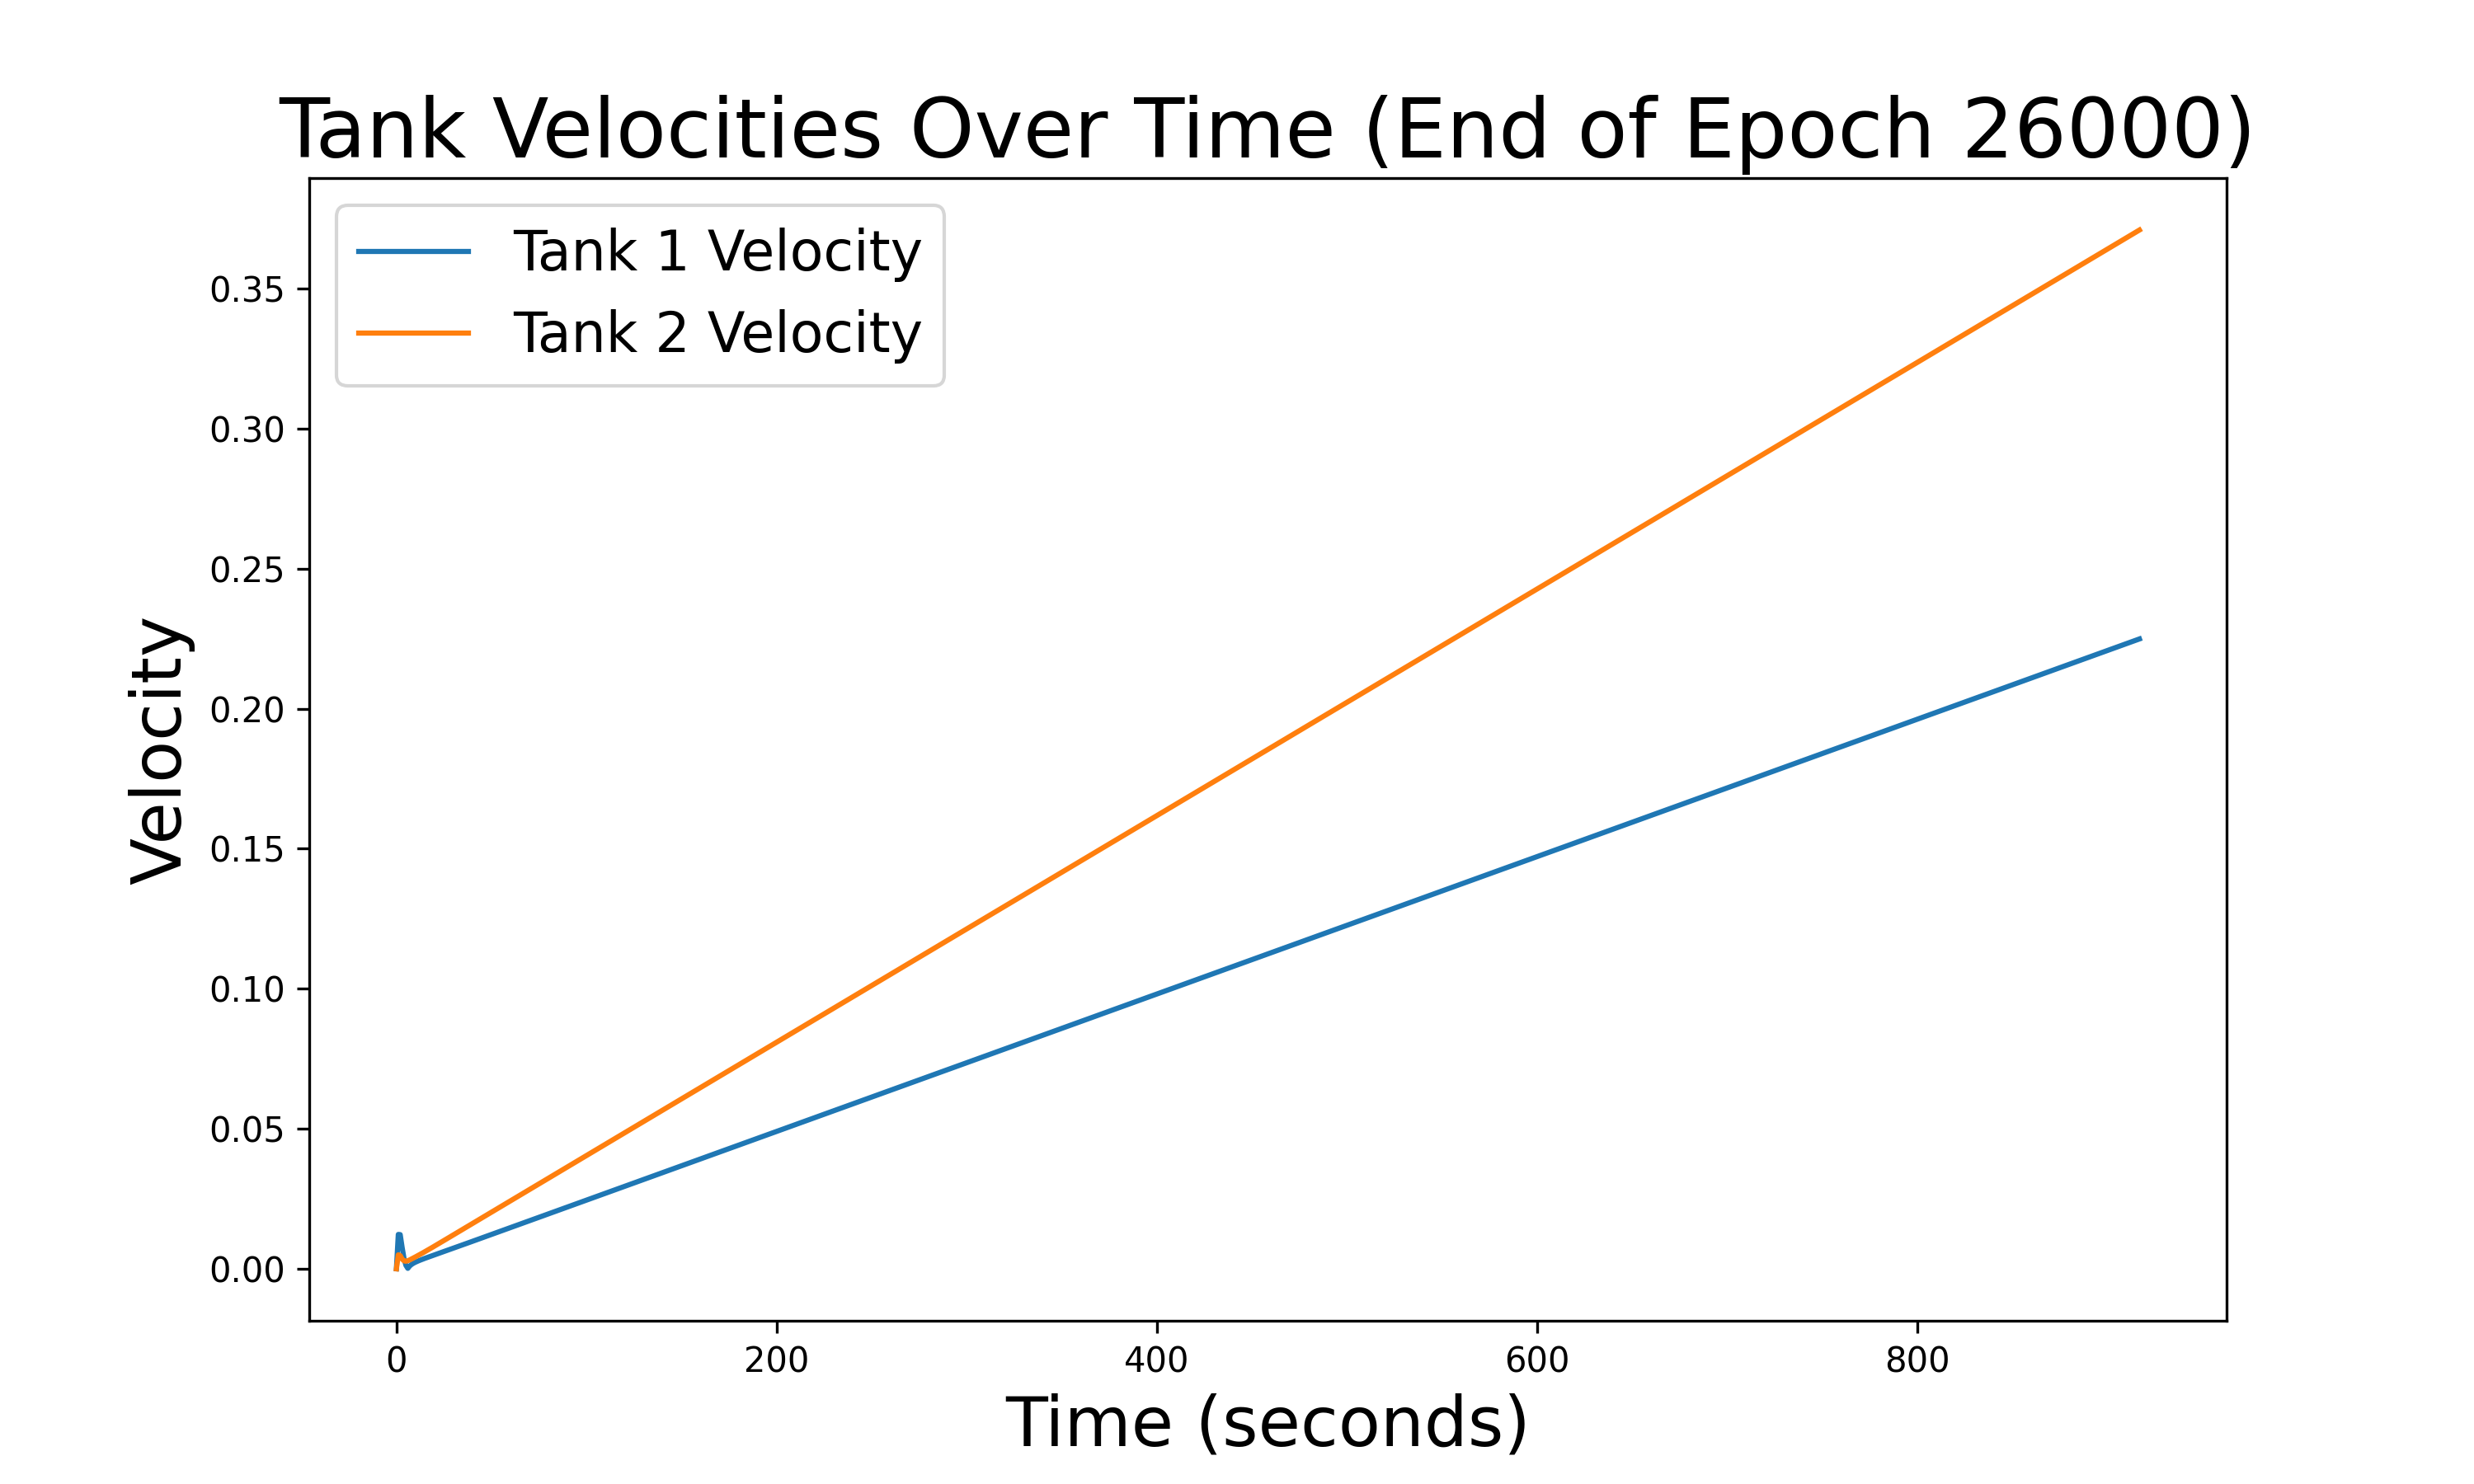 Tank Velocities Over Time (End of Epoch 26000)
Tank 1 Velocity
Tank 2 Velocity
Velocity
0.35
0.30
0.25
0.20
0.15
0.10
0.05
0.00
0 200 400 600 800
Time (seconds)